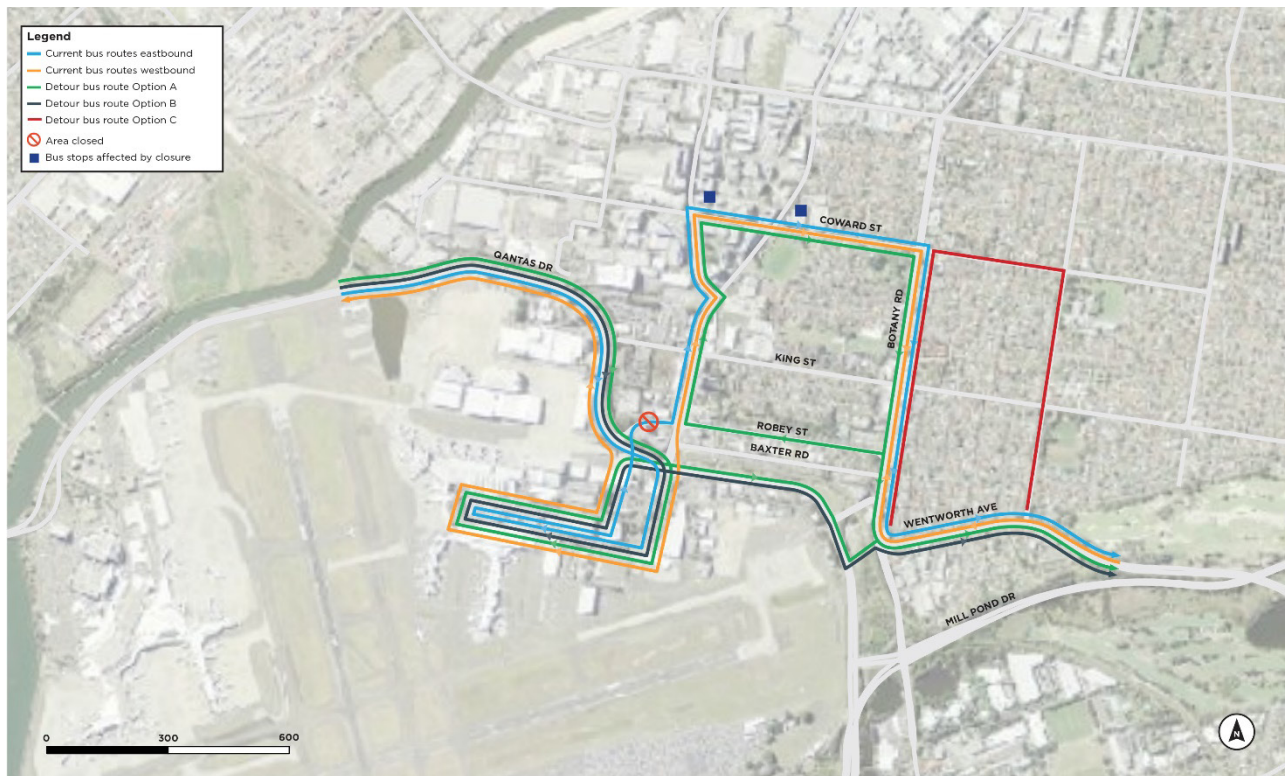 Legend
Current bus routes eastbound
Current bus routes westbound
Detour bus route Option A
Detour bus route Option B
Detour bus route Option C
Area closed
Bus stops affected by closure
COWARD ST
QANTAS DR
BOTANY RD
KING ST
ROBEY ST
BAXTER RD
WENTWORTH AVE
MILL POND DR
0 300 600
N